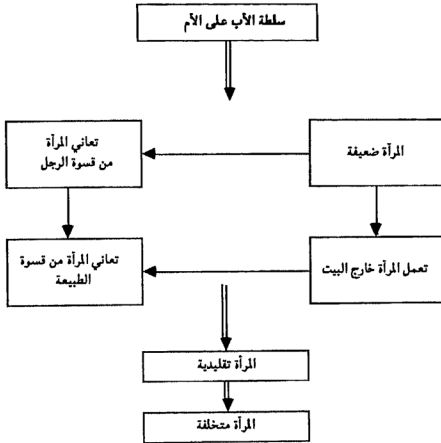 سلطة الأب على الأم
المرأة ضعيفة
تعاني المرأة
من قسوة الرجل
تعمل المرأة خارج البيت
تعاني المرأة من قسوة
الطبيعة
المرأة تقليدية
المرأة متخلفة